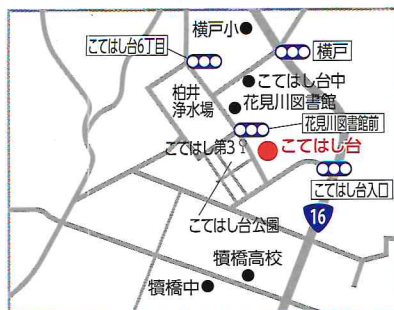 横戸小
こてはし台6丁目
横戸
こてはし台中
柏井
浄水場
花見川図書館
花見川図書館前
こてはし第3
こてはし台
こてはし台入口
こてはし台公園
16
犢橋高校
犢橋中